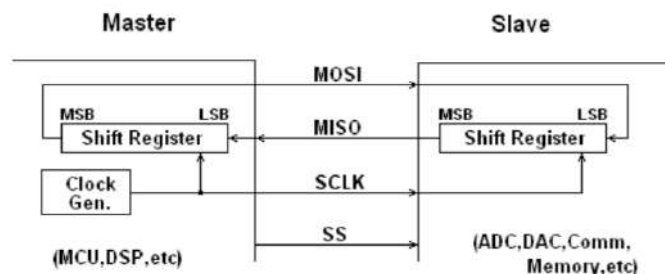 Master
Slave
MOSI
MSB LSB
MISO
MSB LSB
Shift Register
Shift Register
Clock
Gen.
SCLK
SS
(MCU,DSP,etc)
(ADC,DAC,Comm,
Memory,etc)